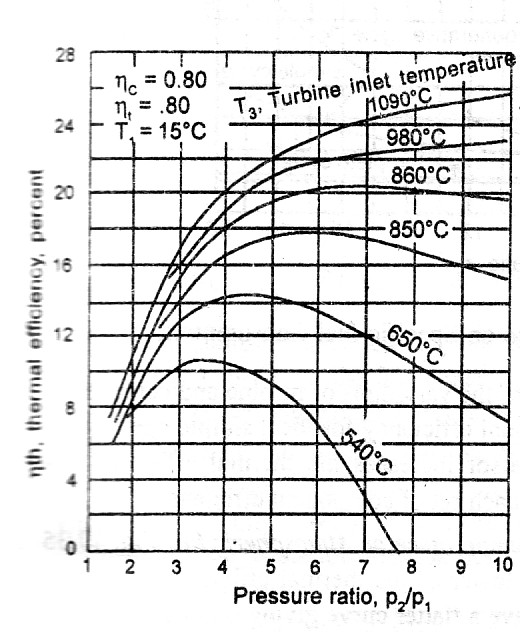 28
24
20
16
12
8
4
0
ηth, thermal efficiency, percent
ηC = 0.80
ηt = .80
T = 15°C
T3, Turbine inlet temperature
1090°C
980°C
860°C
850°C
650°C
540°C
1 2 3 4 5 6 7 8 9 10
Pressure ratio, p2/p1